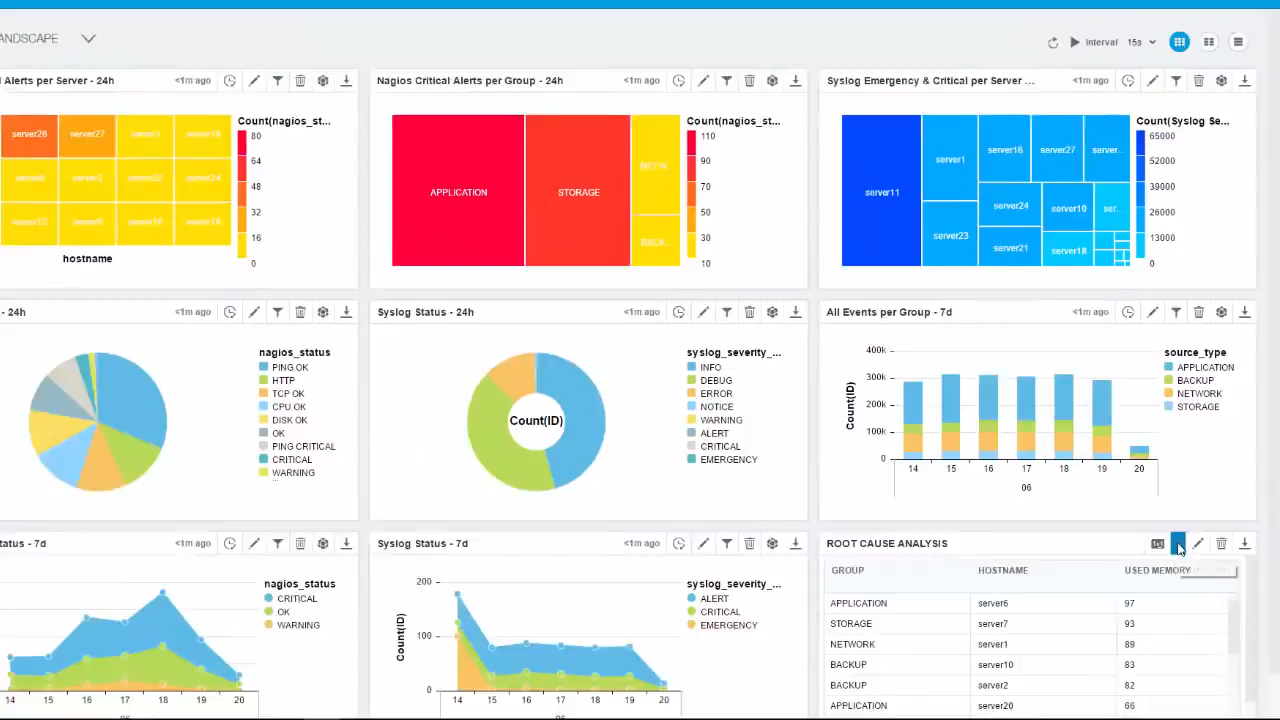 ANDSCAPE
Interval 15s
Alerts per Server - 24h
<1m ago
server26
server27
Count(nagios_st...
80
64
48
32
16
0
hostname
Nagios Critical Alerts per Group - 24h
<1m ago
APPLICATION
STORAGE
Count(nagios_st...
110
90
70
50
30
10
Syslog Emergency & Critical per Server ...
<1m ago
server11
server1
server23
server16
server27
server..
server24
server10
ser..
server21
server18
Count(Syslog Se...
65000
52000
39000
26000
13000
0
- 24h
<1m ago
nagios_status
PING OK
HTTP
TCP OK
CPU OK
DISK OK
OK
PING CRITICAL
CRITICAL
WARNING
...
Syslog Status - 24h
<1m ago
Count(ID)
syslog_severity_...
INFO
DEBUG
ERROR
NOTICE
WARNING
ALERT
CRITICAL
EMERGENCY
All Events per Group - 7d
<1m ago
Count(ID)
400k
300k
200k
100k
0
14 15 16 17 18 19 20
06
source_type
APPLICATION
BACKUP
NETWORK
STORAGE
tatus - 7d
<1m ago
14 15 16 17 18 19 20
06
nagios_status
CRITICAL
OK
WARNING
Syslog Status - 7d
<1m ago
Count(ID)
200
100
0
14 15 16 17 18 19 20
06
syslog_severity_...
ALERT
CRITICAL
EMERGENCY
ROOT CAUSE ANALYSIS
GROUP HOSTNAME USED MEMORY
APPLICATION server6 97
STORAGE server7 93
NETWORK server1 89
BACKUP server10 83
BACKUP server2 82
APPLICATION server20 66